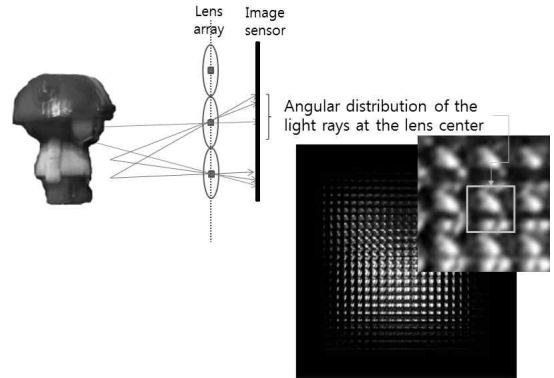 Lens
array
Image
sensor
Angular distribution of the
light rays at the lens center